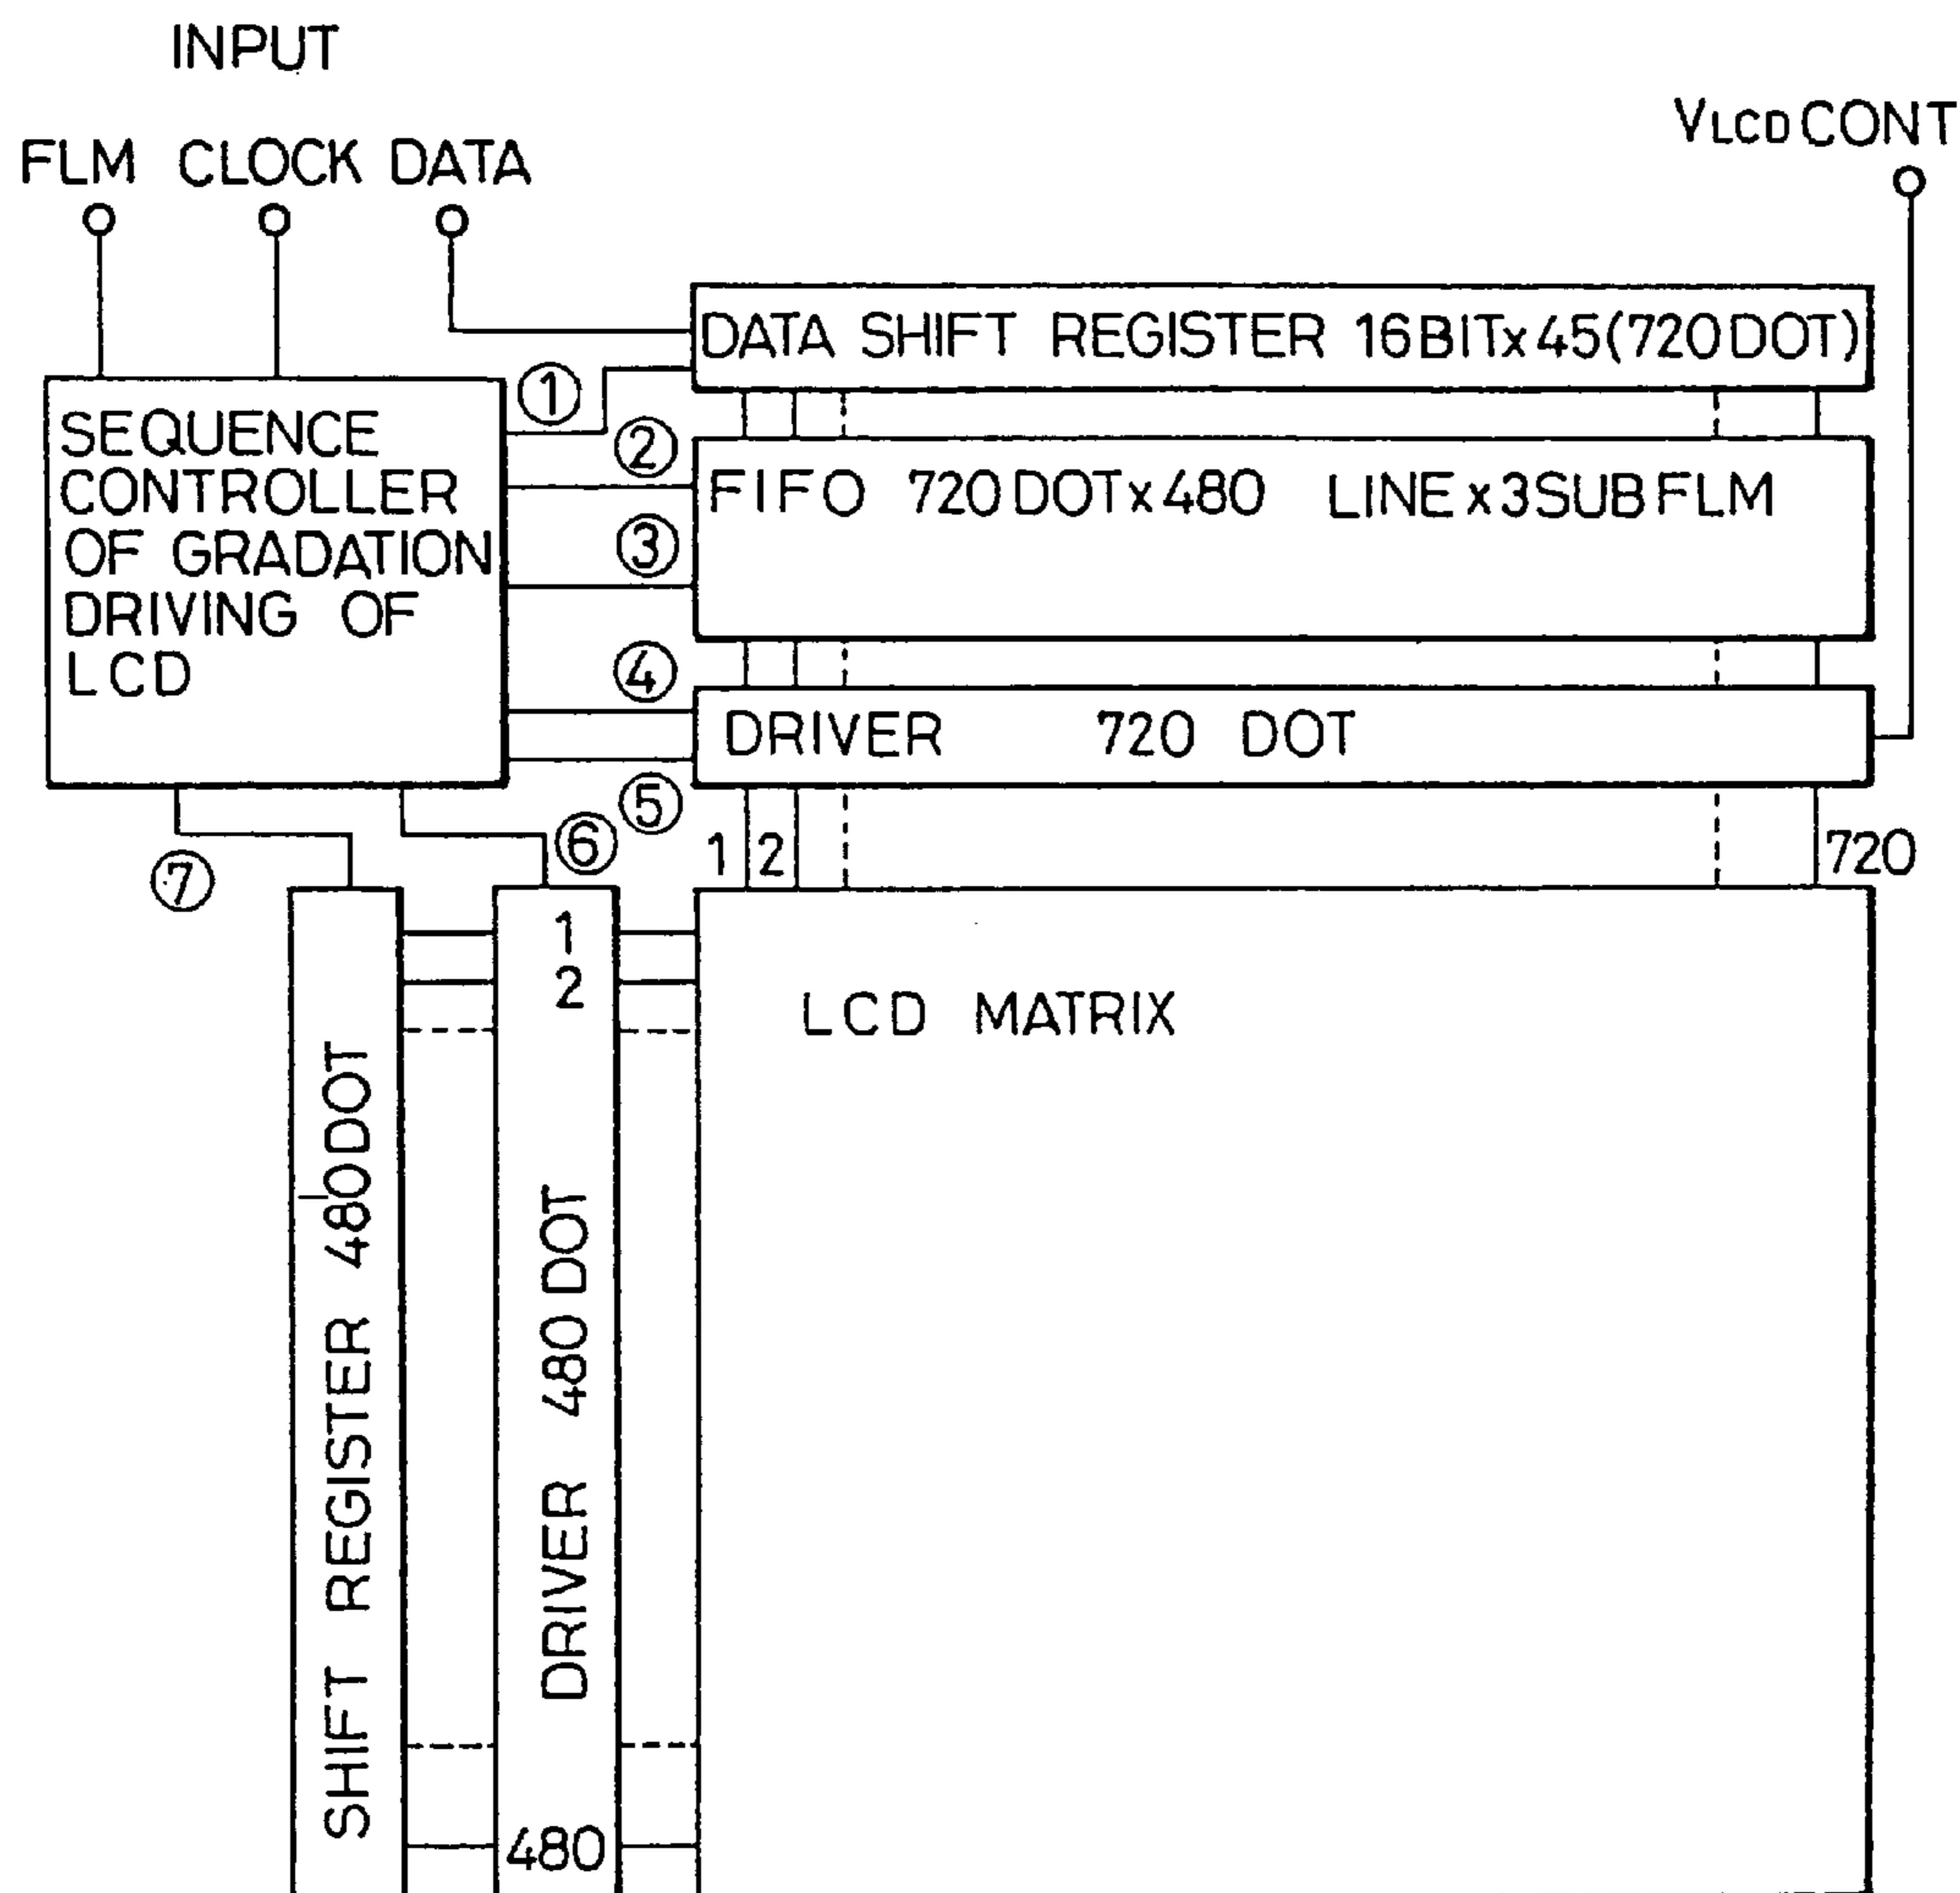 INPUT
VLCD CONT
FLM CLOCK DATA
DATA SHIFT REGISTER 16BITx45(720DOT)
①
SEQUENCE
CONTROLLER
OF GRADATION
DRIVING OF
LCD
②
FIFO 720DOTx480 LINEx3SUBFLM
③
④
DRIVER 720 DOT
⑤
⑥
⑦
1 2 720
1
2
480
LCD MATRIX
SHIFT REGISTER 480DOT
DRIVER 480DOT